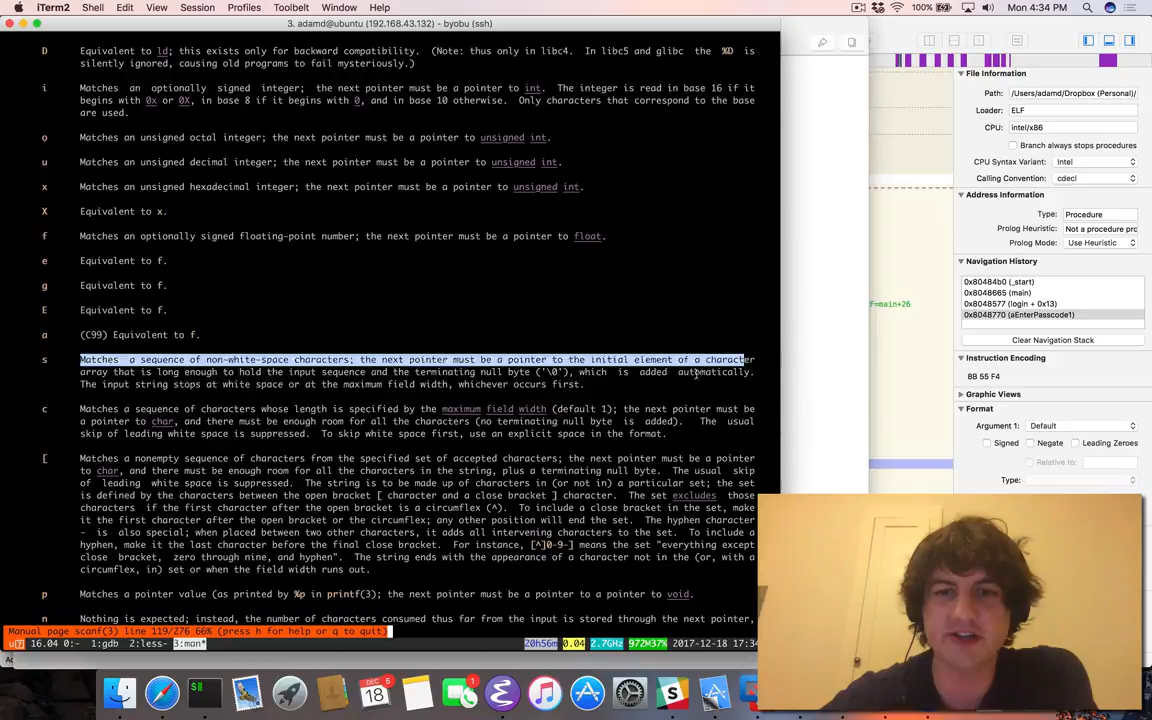 iTerm2 Shell Edit View Session Profiles Toolbelt Window Help 100% Mon 4:34 PM
3. adamd@ubuntu (192.168.43.132) - byobu (ssh)
D Equivalent to ld; this exists only for backward compatibility. (Note: thus only in libc4. In libc5 and glibc the %D is
silently ignored, causing old programs to fail mysteriously.)
i Matches an optionally signed integer; the next pointer must be a pointer to int. The integer is read in base 16 if it
begins with 0x or 0X, in base 8 if it begins with 0, and in base 10 otherwise. Only characters that correspond to the base
are used.
o Matches an unsigned octal integer; the next pointer must be a pointer to unsigned int.
u Matches an unsigned decimal integer; the next pointer must be a pointer to unsigned int.
x Matches an unsigned hexadecimal integer; the next pointer must be a pointer to unsigned int.
X Equivalent to x.
f Matches an optionally signed floating-point number; the next pointer must be a pointer to float.
e Equivalent to f.
g Equivalent to f.
E Equivalent to f.
a (C99) Equivalent to f.
s Matches a sequence of non-white-space characters; the next pointer must be a pointer to the initial element of a character
array that is long enough to hold the input sequence and the terminating null byte ('\0'), which is added automatically.
The input string stops at white space or at the maximum field width, whichever occurs first.
c Matches a sequence of characters whose length is specified by the maximum field width (default 1); the next pointer must be
a pointer to char, and there must be enough room for all the characters (no terminating null byte is added). The usual
skip of leading white space is suppressed. To skip white space first, use an explicit space in the format.
[ Matches a nonempty sequence of characters from the specified set of accepted characters; the next pointer must be a pointer
to char, and there must be enough room for all the characters in the string, plus a terminating null byte. The usual skip
of leading white space is suppressed. The string is to be made up of characters in (or not in) a particular set; the set
is defined by the characters between the open bracket [ character and a close bracket ] character. The set excludes those
characters if the first character after the open bracket is a circumflex (^). To include a close bracket in the set, make
it the first character after the open bracket or the circumflex; any other position will end the set. The hyphen character
- is also special; when placed between two other characters, it adds all intervening characters to the set. To include a
hyphen, make it the last character before the final close bracket. For instance, [^]0-9-] means the set "everything except
close bracket, zero through nine, and hyphen". The string ends with the appearance of a character not in the (or, with a
circumflex, in) set or when the field width runs out.
p Matches a pointer value (as printed by %p in printf(3); the next pointer must be a pointer to a pointer to void.
n Nothing is expected; instead, the number of characters consumed thus far from the input is stored through the next pointer,
Manual page scanf(3) line 119/276 66% (press h for help or q to quit)
16.04 0:- 1:gdb 2:less- 3:man* 20h56m 0.04 2.7GHz 972M37% 2017-12-18 17:34
F=main+26
File Information
Path: /Users/adamd/Dropbox (Personal)/
Loader: ELF
CPU: intel/x86
Branch always stops procedures
CPU Syntax Variant: Intel
Calling Convention: cdecl
Address Information
Type: Procedure
Prolog Heuristic: Not a procedure pro
Prolog Mode: Use Heuristic
Navigation History
0x80484b0 (_start)
0x8048665 (main)
0x8048577 (login + 0x13)
0x8048770 (aEnterPasscode1)
Clear Navigation Stack
Instruction Encoding
8B 55 F4
Graphic Views
Format
Argument 1: Default
Signed Negate Leading Zeroes
Relative to:
Type:
DEC 5
18
1